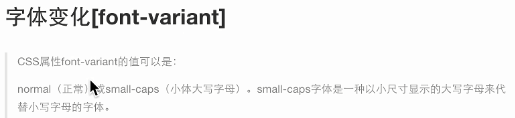 字体变化[font-variant]
CSS属性font-variant的值可以是：
normal（正常）或small-caps（小体大写字母）。small-caps字体是一种以小尺寸显示的大写字母来代
替小写字母的字体。